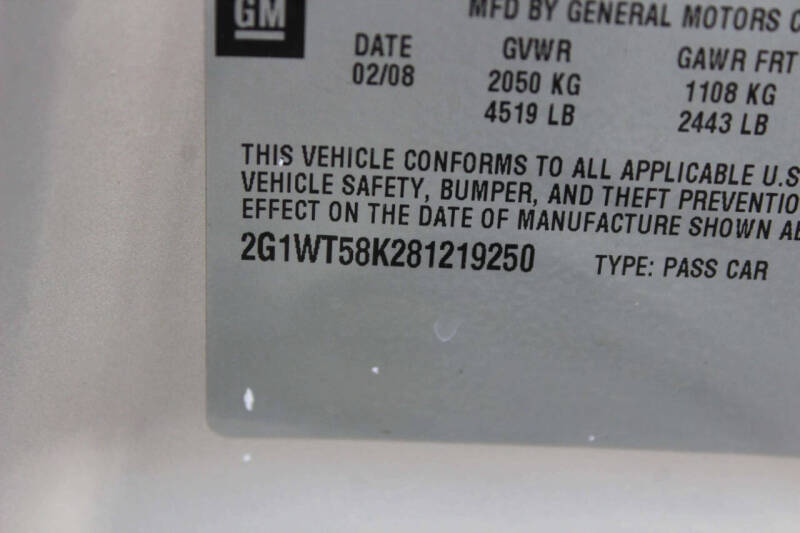 GM
MFD BY GENERAL MOTORS C
DATE GVWR GAWR FRT
02/08 2050 KG 1108 KG
4519 LB 2443 LB
THIS VEHICLE CONFORMS TO ALL APPLICABLE U.S
VEHICLE SAFETY, BUMPER, AND THEFT PREVENTIO
EFFECT ON THE DATE OF MANUFACTURE SHOWN AB
2G1WT58K281219250 TYPE: PASS CAR